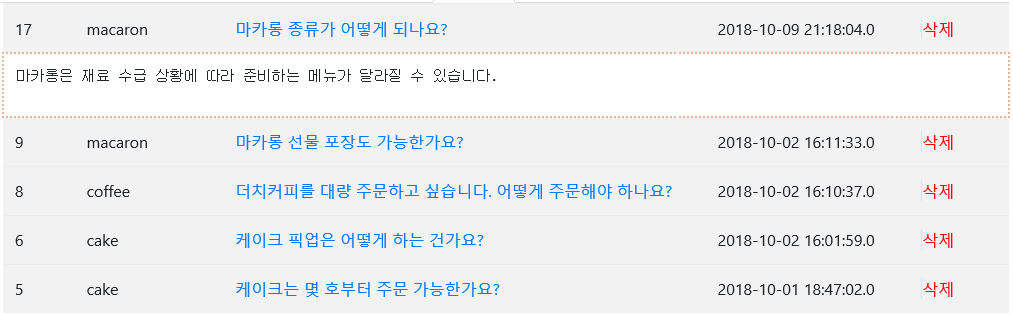 17 macaron 마카롱 종류가 어떻게 되나요? 2018-10-09 21:18:04.0 삭제
마카롱은 재료 수급 상황에 따라 준비하는 메뉴가 달라질 수 있습니다.
9 macaron 마카롱 선물 포장도 가능한가요? 2018-10-02 16:11:33.0 삭제
8 coffee 더치커피를 대량 주문하고 싶습니다. 어떻게 주문해야 하나요? 2018-10-02 16:10:37.0 삭제
6 cake 케이크 픽업은 어떻게 하는 건가요? 2018-10-02 16:01:59.0 삭제
5 cake 케이크는 몇 호부터 주문 가능한가요? 2018-10-01 18:47:02.0 삭제